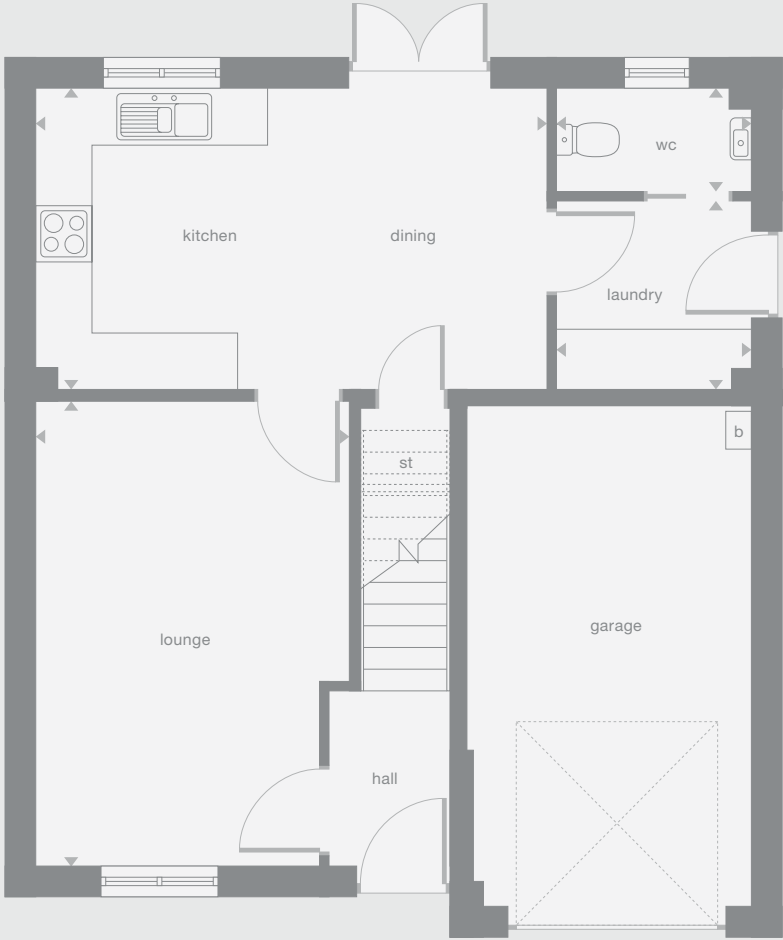 wc
kitchen
dining
laundry
b
st
garage
lounge
hall